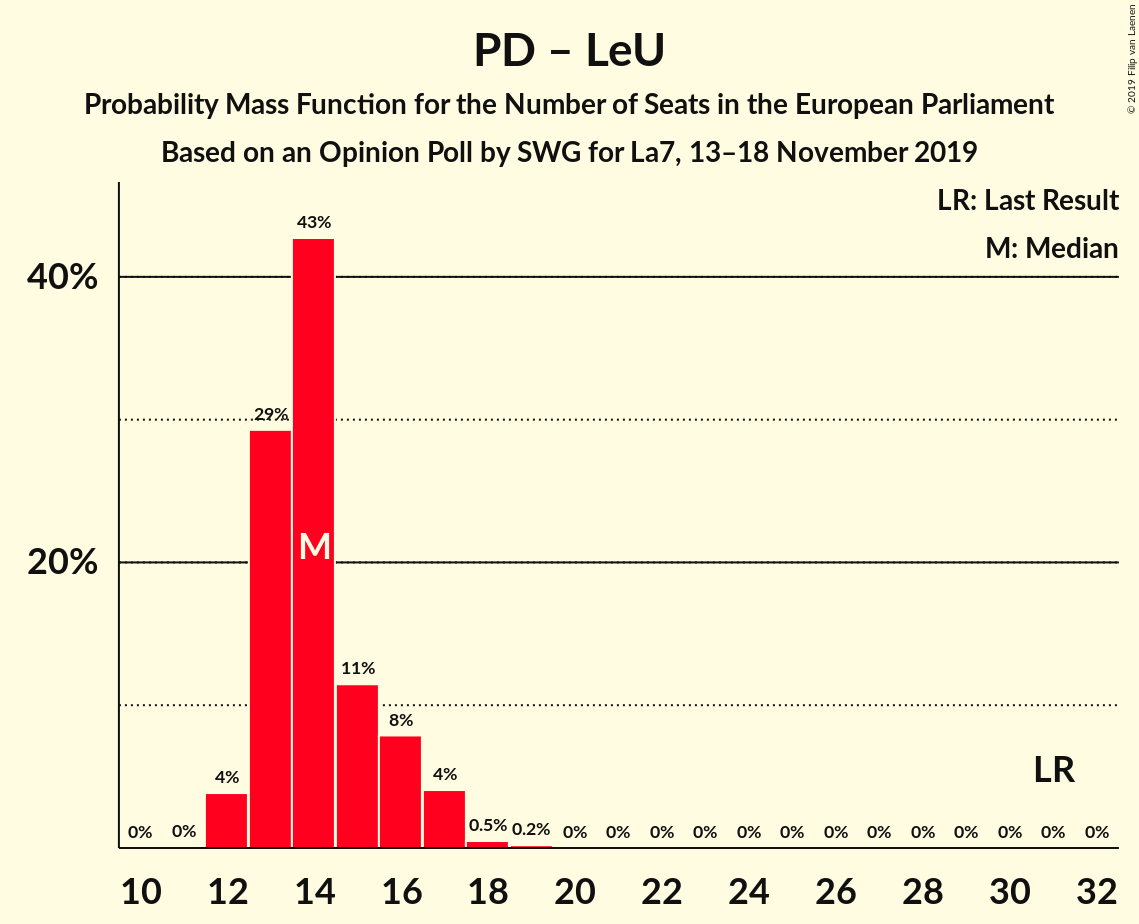 PD – LeU
Probability Mass Function for the Number of Seats in the European Parliament
Based on an Opinion Poll by SWG for La7, 13–18 November 2019
© 2019 Filip van Laenen
LR: Last Result
M: Median
40%
20%
0% 0% 4% 29% 43% 11% 8% 4% 0.5% 0.2% 0% 0% 0% 0% 0% 0% 0% 0% 0% 0% 0% 0% 0%
M
LR
10 12 14 16 18 20 22 24 26 28 30 32